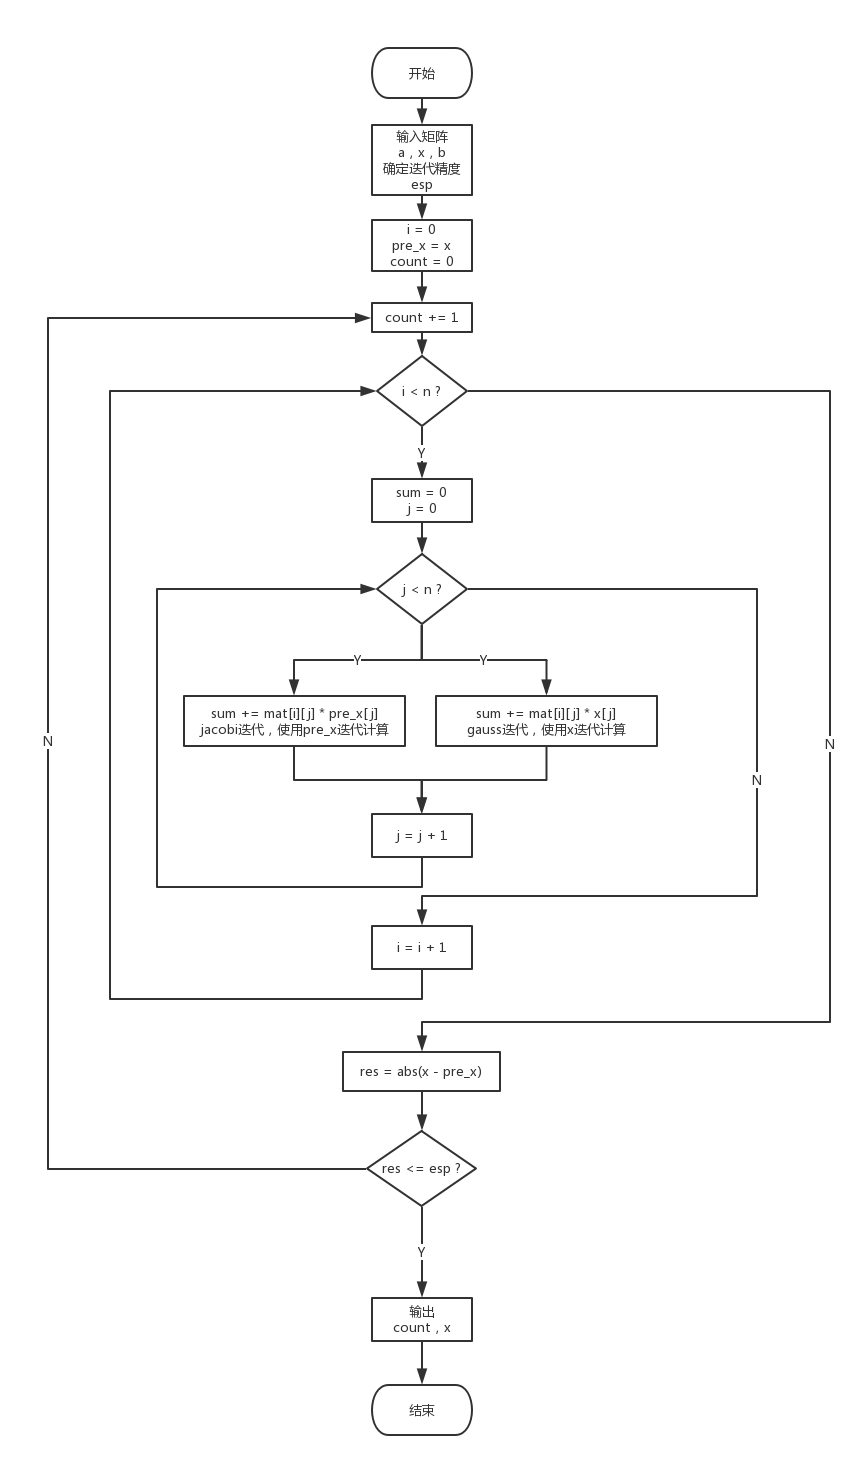 开始
输入矩阵
a , x , b
确定迭代精度
esp
i = 0
pre_x = x
count = 0
count += 1
i < n ?
Y
sum = 0
j = 0
j < n ?
Y
Y
sum += mat[i][j] * pre_x[j]
jacobi迭代，使用pre_x迭代计算
sum += mat[i][j] * x[j]
gauss迭代，使用x迭代计算
N
N
N
j = j + 1
i = i + 1
res = abs(x - pre_x)
res <= esp ?
Y
输出
count , x
结束